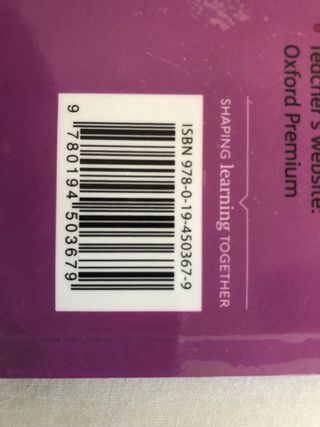 Teacher's website:
Oxford Premium
SHAPING learning TOGETHER
ISBN 978-0-19-450367-9
9 780194 503679